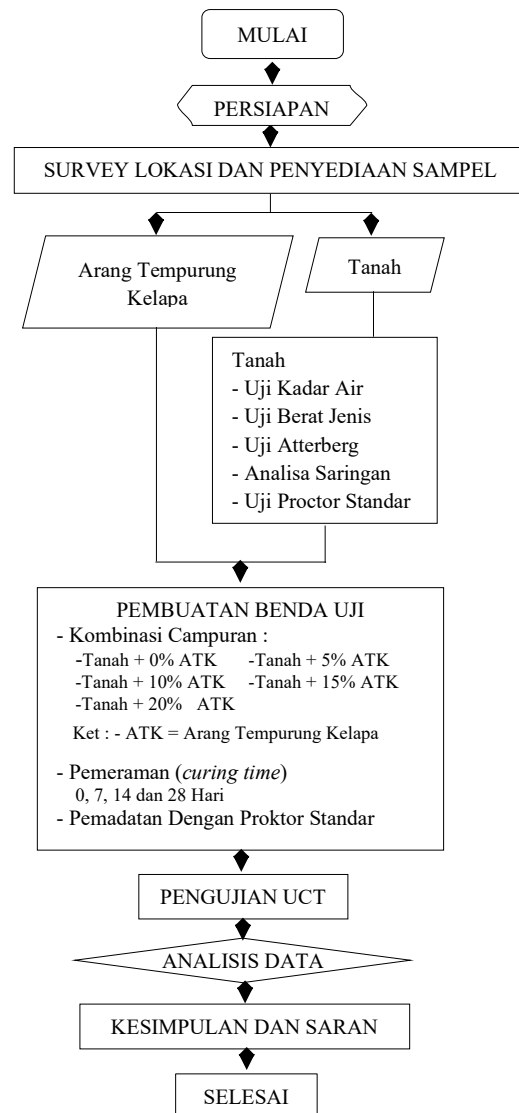 MULAI
PERSIAPAN
SURVEY LOKASI DAN PENYEDIAAN SAMPEL
Arang Tempurung
Kelapa
Tanah
Tanah
- Uji Kadar Air
- Uji Berat Jenis
- Uji Atterberg
- Analisa Saringan
- Uji Proctor Standar
PEMBUATAN BENDA UJI
- Kombinasi Campuran :
-Tanah + 0% ATK -Tanah + 5% ATK
-Tanah + 10% ATK -Tanah + 15% ATK
-Tanah + 20% ATK
Ket : - ATK = Arang Tempurung Kelapa
- Pemeraman (curing time)
0, 7, 14 dan 28 Hari
- Pemadatan Dengan Proktor Standar
PENGUJIAN UCT
ANALISIS DATA
KESIMPULAN DAN SARAN
SELESAI